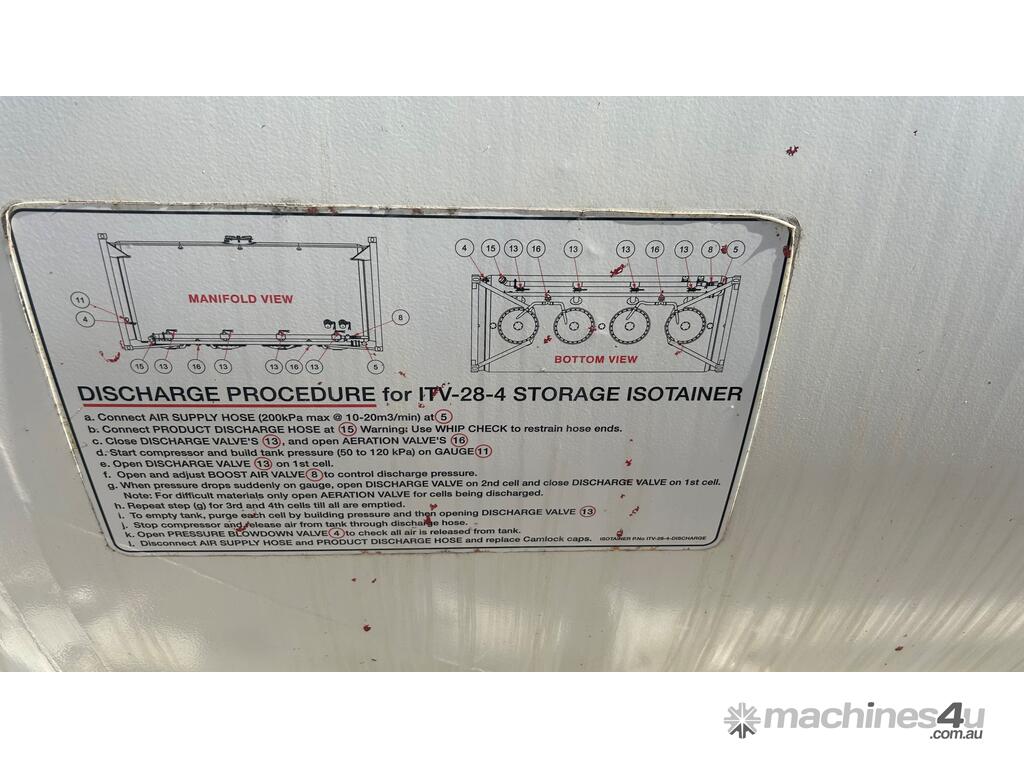 4 15 13 16 13 13 16 13 8 5
11
4
MANIFOLD VIEW
8
15 13 16 13 13 16 13 5
BOTTOM VIEW
DISCHARGE PROCEDURE for ITV-28-4 STORAGE ISOTAINER
a. Connect AIR SUPPLY HOSE (200kPa max @ 10-20m3/min) at 5
b. Connect PRODUCT DISCHARGE HOSE at 15 Warning: Use WHIP CHECK to restrain hose ends.
c. Close DISCHARGE VALVE'S 13, and open AERATION VALVE'S 16
d. Start compressor and build tank pressure (50 to 120 kPa) on GAUGE 11
e. Open DISCHARGE VALVE 13 on 1st cell.
f. Open and adjust BOOST AIR VALVE 8 to control discharge pressure.
g. When pressure drops suddenly on gauge, open DISCHARGE VALVE on 2nd cell and close DISCHARGE VALVE on 1st cell.
Note: For difficult materials only open AERATION VALVE for cells being discharged.
h. Repeat step (g) for 3rd and 4th cells till all are emptied.
i. To empty tank, purge each cell by building pressure and then opening DISCHARGE VALVE 13
j. Stop compressor and release air from tank through discharge hose.
k. Open PRESSURE BLOWDOWN VALVE 4 to check all air is released from tank.
l. Disconnect AIR SUPPLY HOSE and PRODUCT DISCHARGE HOSE and replace Camlock caps.
ISOTAINER P.No ITV-28-4-DISCHARGE
machines4u
.com.au